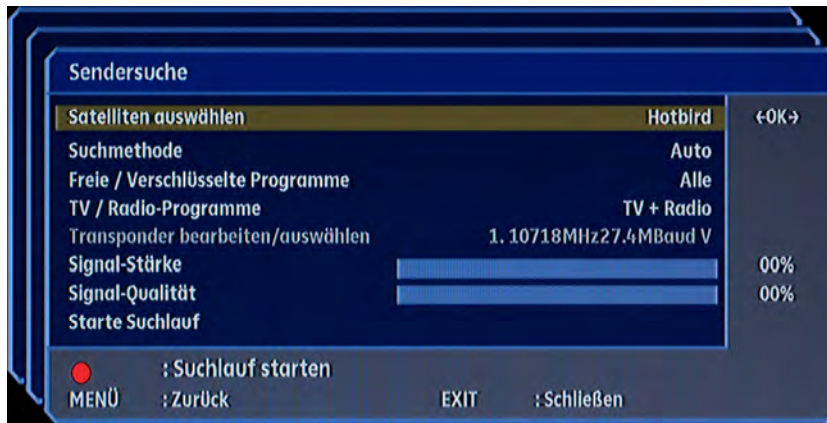 Sendersuche
Satelliten auswählen Hotbird ←OK→
Suchmethode Auto
Freie / Verschlüsselte Programme Alle
TV / Radio-Programme TV + Radio
Transponder bearbeiten/auswählen 1. 10718MHz27.4MBaud V
Signal-Stärke 00%
Signal-Qualität 00%
Starte Suchlauf
: Suchlauf starten
MENÜ : Zurück EXIT : Schließen